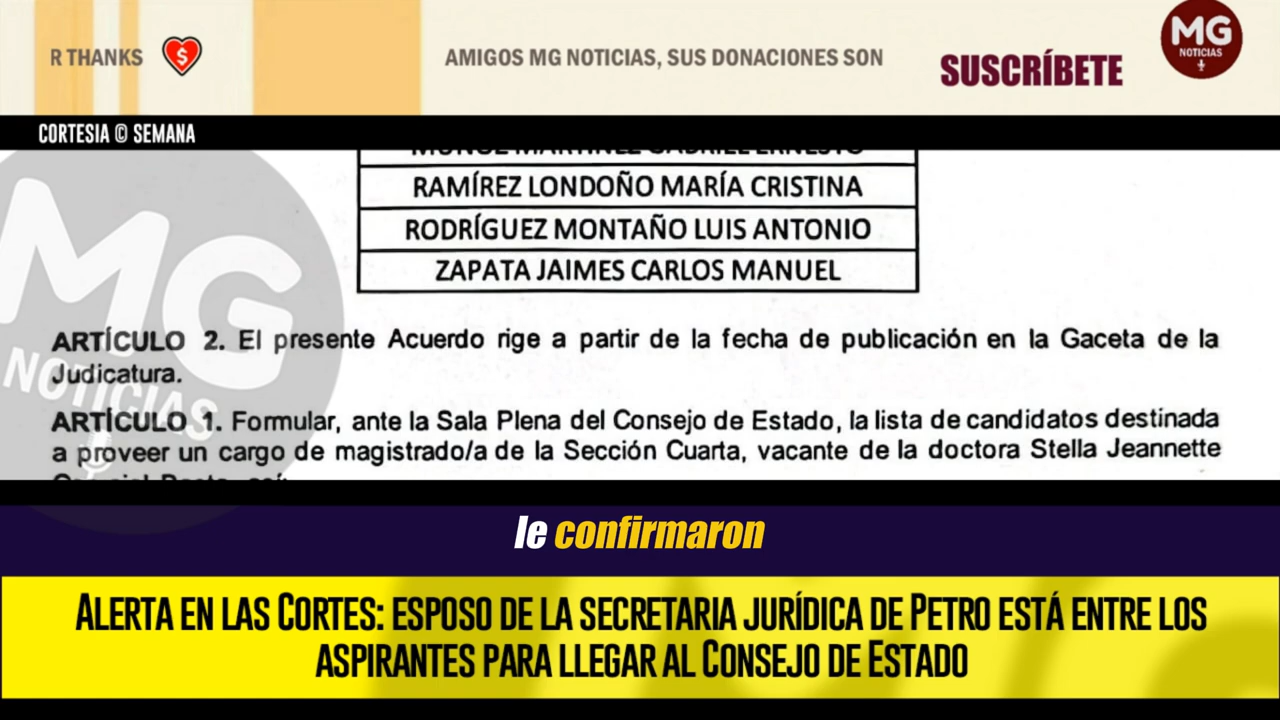 R THANKS
AMIGOS MG NOTICIAS, SUS DONACIONES SON
SUSCRÍBETE
MG
NOTICIAS
CORTESIA © SEMANA
RAMÍREZ LONDOÑO MARÍA CRISTINA
RODRÍGUEZ MONTAÑO LUIS ANTONIO
ZAPATA JAIMES CARLOS MANUEL
MG
NOTICIAS
ARTÍCULO 2. El presente Acuerdo rige a partir de la fecha de publicación en la Gaceta de la
Judicatura.
ARTÍCULO 1. Formular, ante la Sala Plena del Consejo de Estado, la lista de candidatos destinada
a proveer un cargo de magistrado/a de la Sección Cuarta, vacante de la doctora Stella Jeannette
le confirmaron
ALERTA EN LAS CORTES: ESPOSO DE LA SECRETARIA JURÍDICA DE PETRO ESTÁ ENTRE LOS
ASPIRANTES PARA LLEGAR AL CONSEJO DE ESTADO